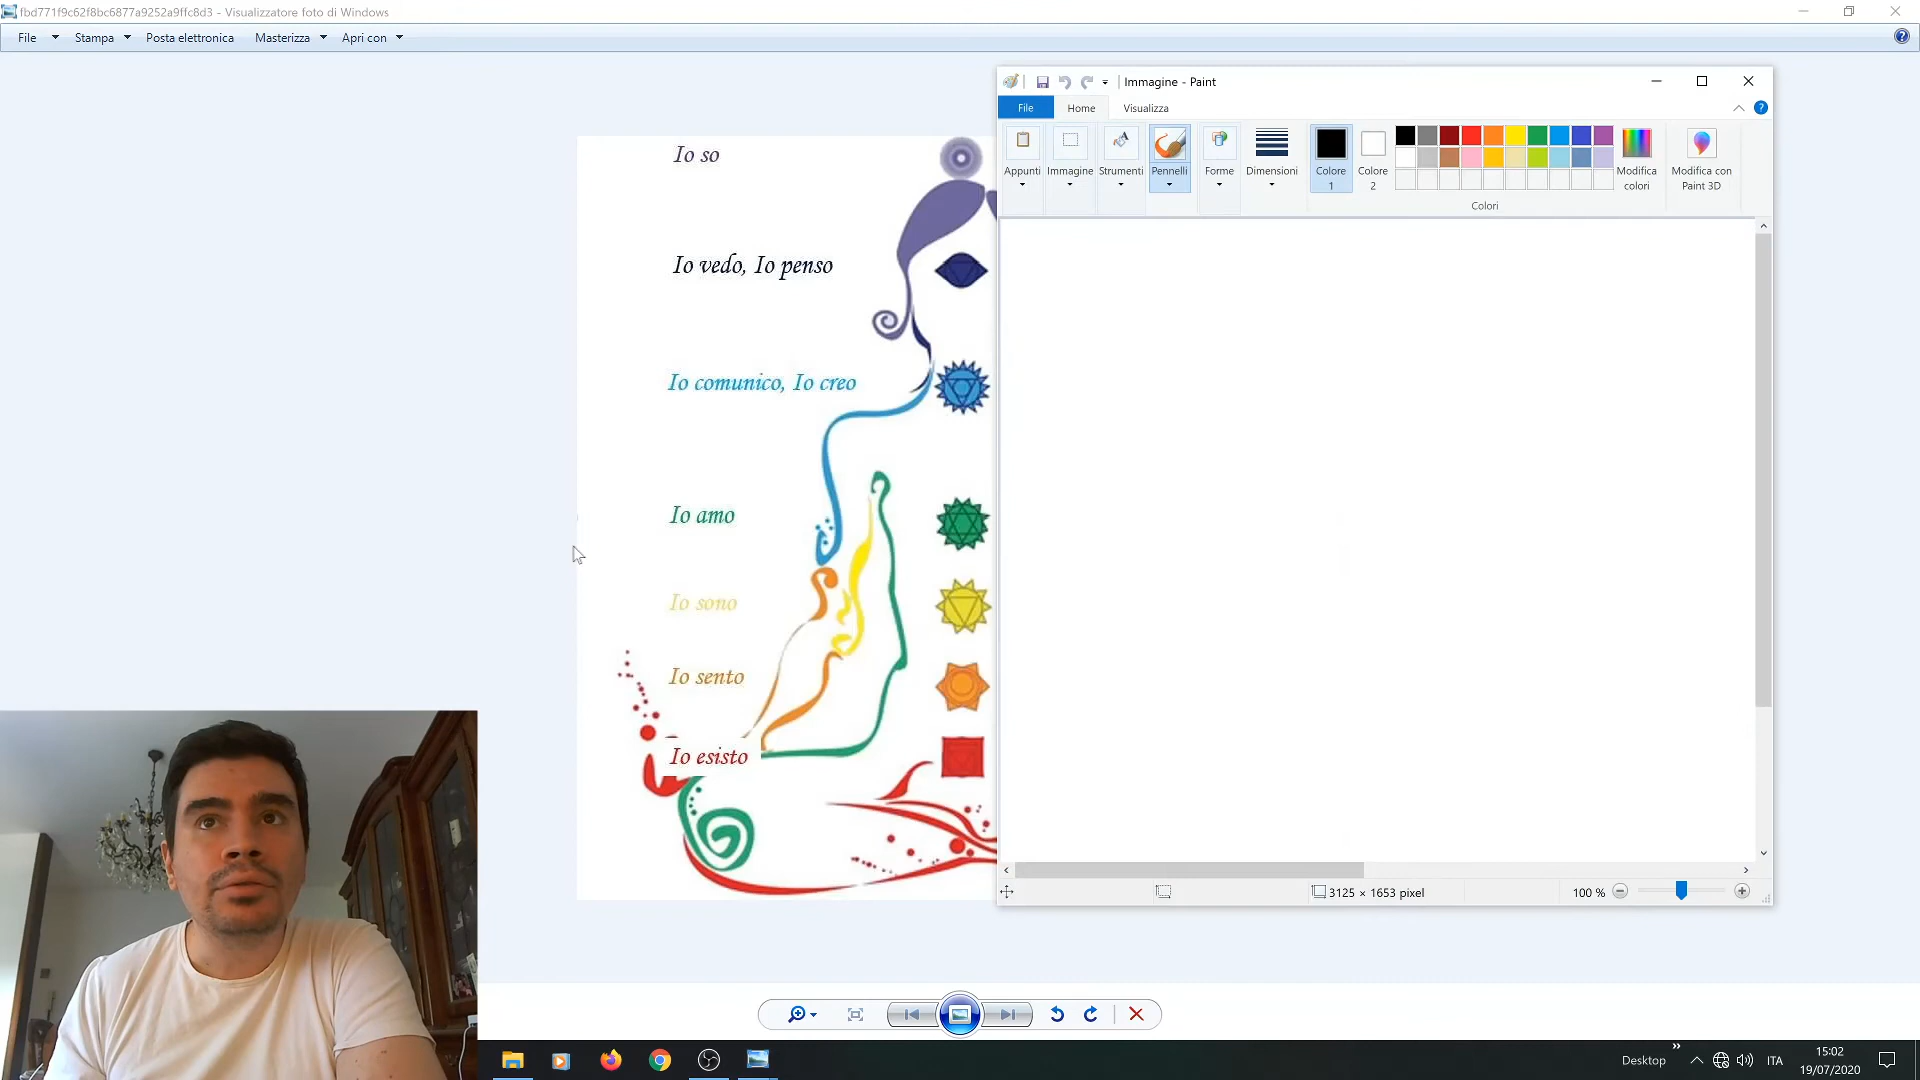 fbd771f9c62f8bc6877a9252a9ffc8d3 - Visualizzatore foto di Windows
File Stampa Posta elettronica Masterizza Apri con
Immagine - Paint
File Home Visualizza
Appunti Immagine Strumenti Pennelli Forme Dimensioni Colore 1 Colore 2 Modifica colori Modifica con Paint 3D
Colori
Io so
Io vedo, Io penso
Io comunico, Io creo
Io amo
Io sono
Io sento
Io esisto
3125 × 1653 pixel 100 %
Desktop » ITA 15:02
19/07/2020